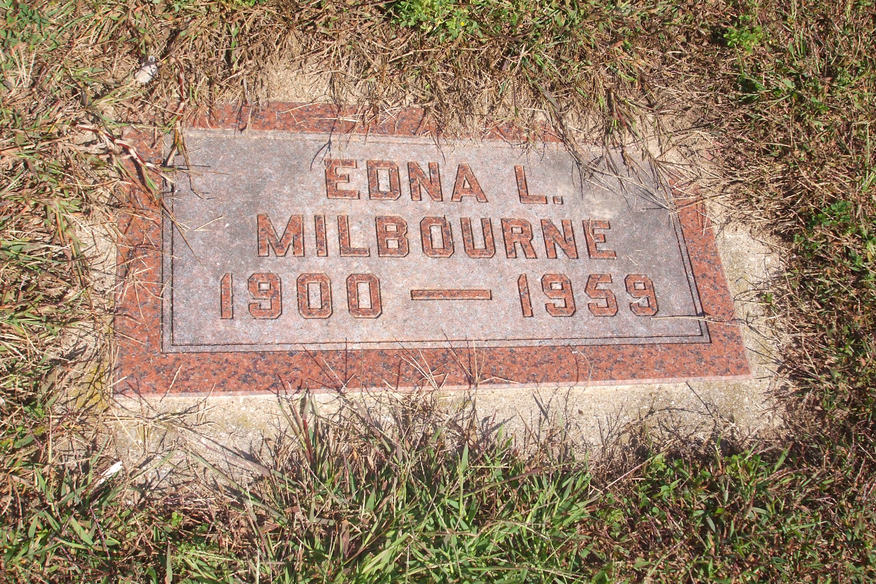 EDNA L.
MILBOURNE
1900 — 1959